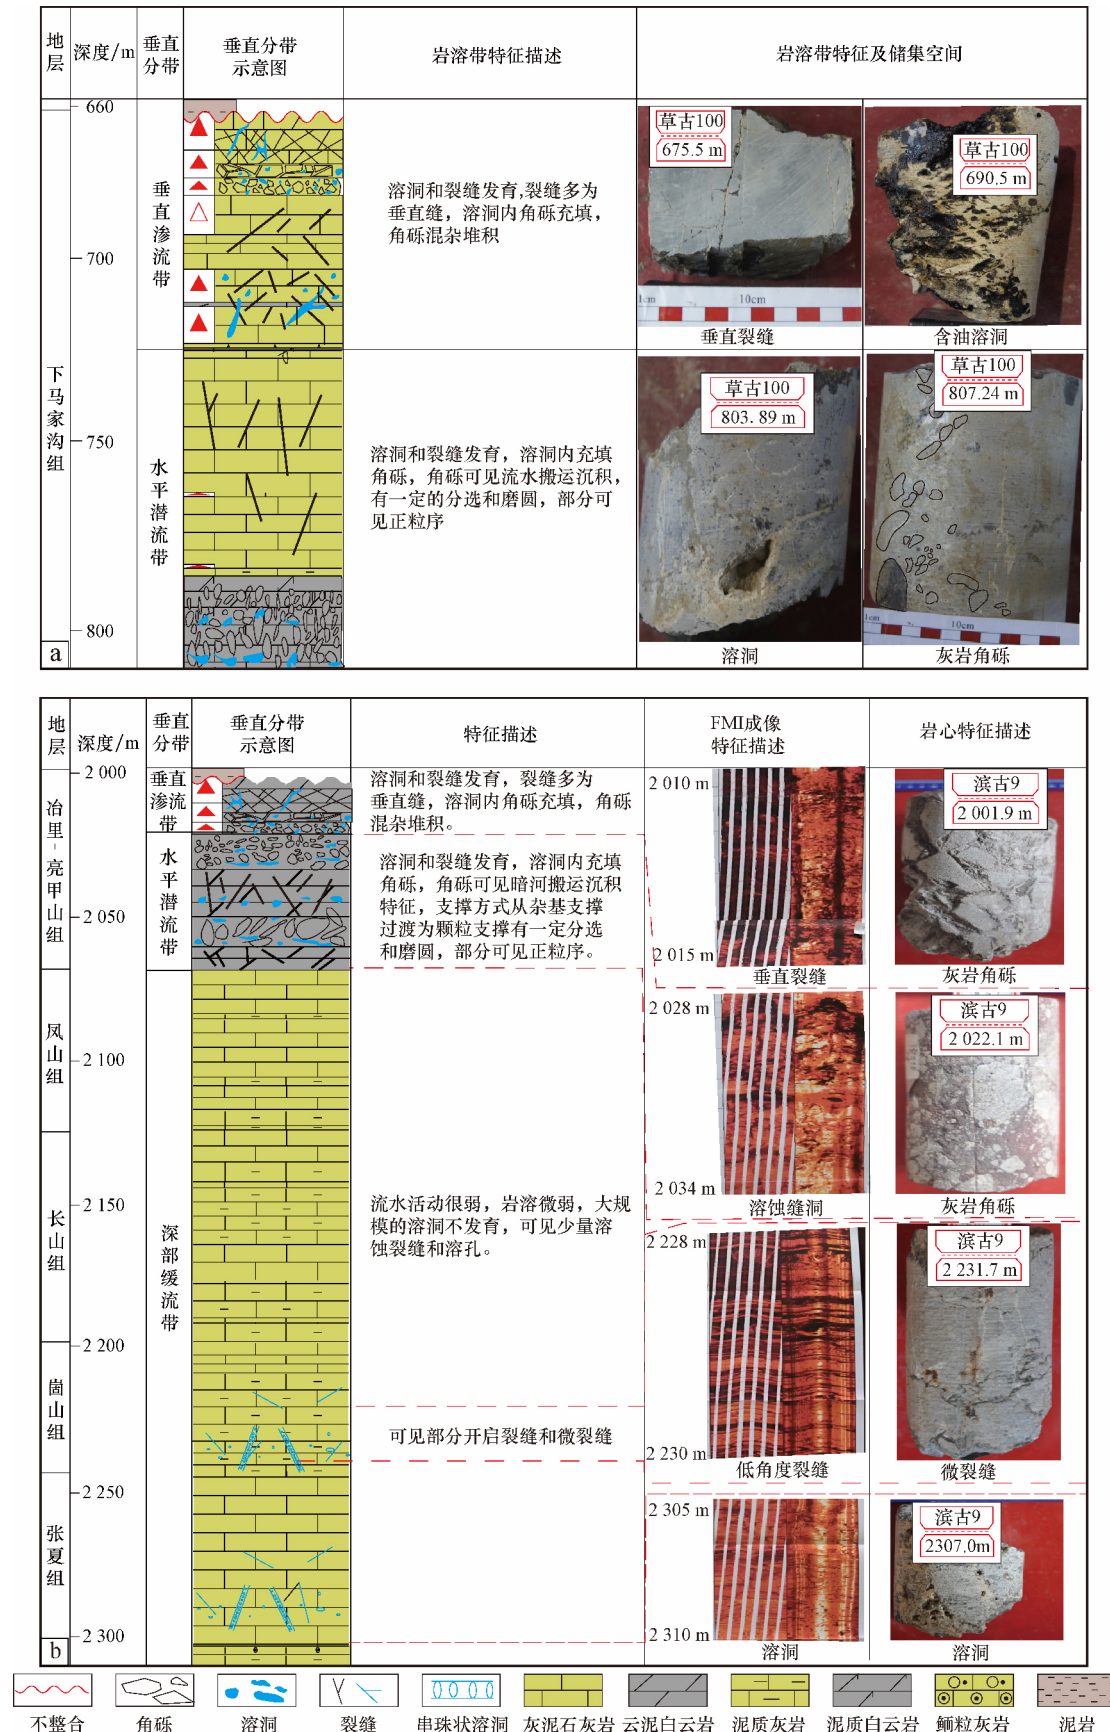 地层
深度/m
垂直分带
垂直分带示意图
岩溶带特征描述
岩溶带特征及储集空间
660
700
750
800
下马家沟组
垂直渗流带
溶洞和裂缝发育,裂缝多为
垂直缝，溶洞内角砾充填，
角砾混杂堆积
草古100
675.5 m
1cm
10cm
垂直裂缝
草古100
690.5 m
含油溶洞
水平潜流带
溶洞和裂缝发育，溶洞内充填
角砾，角砾可见流水搬运沉积，
有一定的分选和磨圆，部分可
见正粒序
草古100
803. 89 m
溶洞
草古100
807.24 m
1cm
10cm
灰岩角砾
a
地层
深度/m
垂直分带
垂直分带示意图
特征描述
FMI成像
特征描述
岩心特征描述
2 000
2 050
2 100
2 150
2 200
2 250
2 300
冶里-亮甲山组
凤山组
长山组
崮山组
张夏组
垂直渗流带
溶洞和裂缝发育，裂缝多为
垂直缝，溶洞内角砾充填，角砾
混杂堆积。
水平潜流带
溶洞和裂缝发育，溶洞内充填
角砾，角砾可见暗河搬运沉积
特征，支撑方式从杂基支撑
过渡为颗粒支撑有一定分选
和磨圆，部分可见正粒序。
深部缓流带
流水活动很弱，岩溶微弱，大规
模的溶洞不发育，可见少量溶
蚀裂缝和溶孔。
可见部分开启裂缝和微裂缝
2 010 m
2 015 m
垂直裂缝
滨古9
2 001.9 m
灰岩角砾
2 028 m
2 034 m
溶蚀缝洞
滨古9
2 022.1 m
灰岩角砾
2 228 m
2 230 m
低角度裂缝
滨古9
2 231.7 m
微裂缝
2 305 m
2 310 m
溶洞
滨古9
2307.0m
溶洞
b
不整合
角砾
溶洞
裂缝
串珠状溶洞
灰泥石灰岩
云泥白云岩
泥质灰岩
泥质白云岩
鲕粒灰岩
泥岩